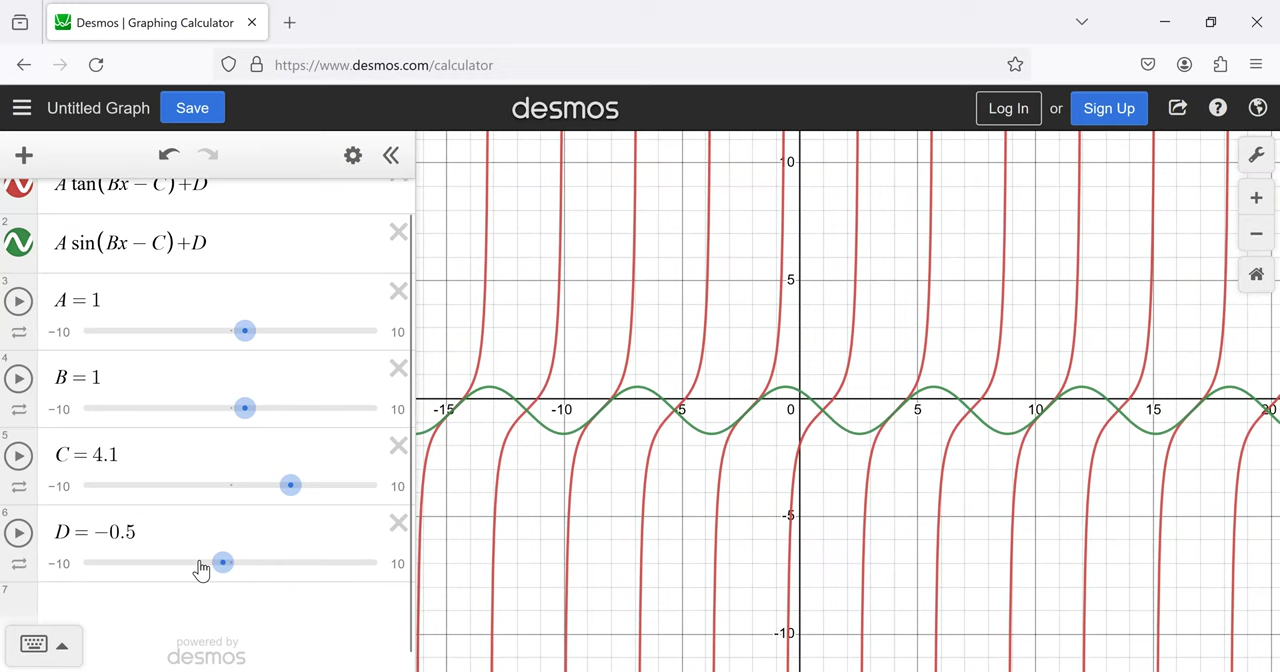 Desmos | Graphing Calculator
https://www.desmos.com/calculator
Untitled Graph
Save
desmos
Log In or Sign Up
1
A tan(Bx − C)+D
2
A sin(Bx − C)+D
3
A = 1
−10 10
4
B = 1
−10 10
5
C = 4.1
−10 10
6
D = −0.5
−10 10
7
powered by
desmos
10
5
-15 -10 -5 0 5 10 15 20
-5
-10